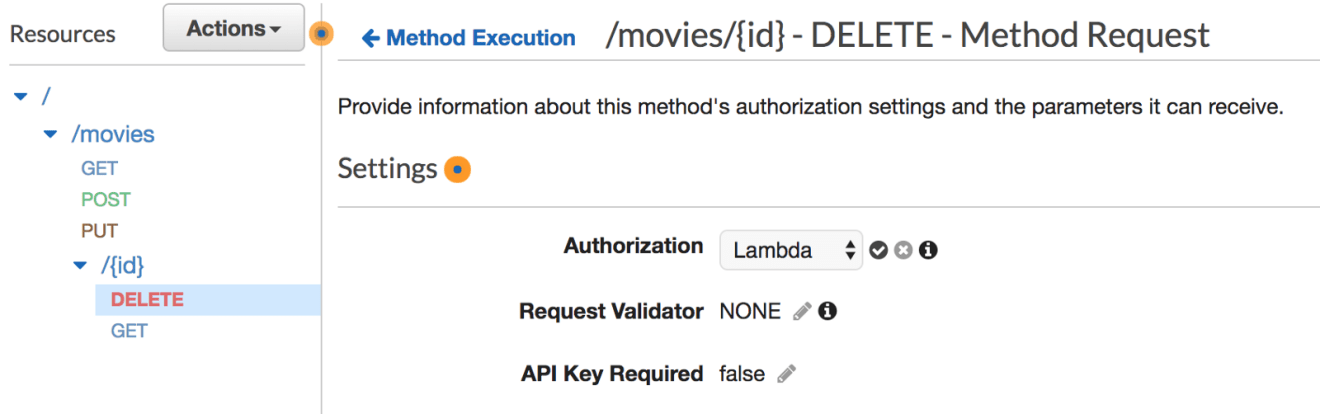 Resources
Actions
Method Execution
/movies/{id} - DELETE - Method Request
/
/movies
GET
POST
PUT
/{id}
DELETE
GET
Provide information about this method's authorization settings and the parameters it can receive.
Settings
Authorization Lambda
Request Validator NONE
API Key Required false